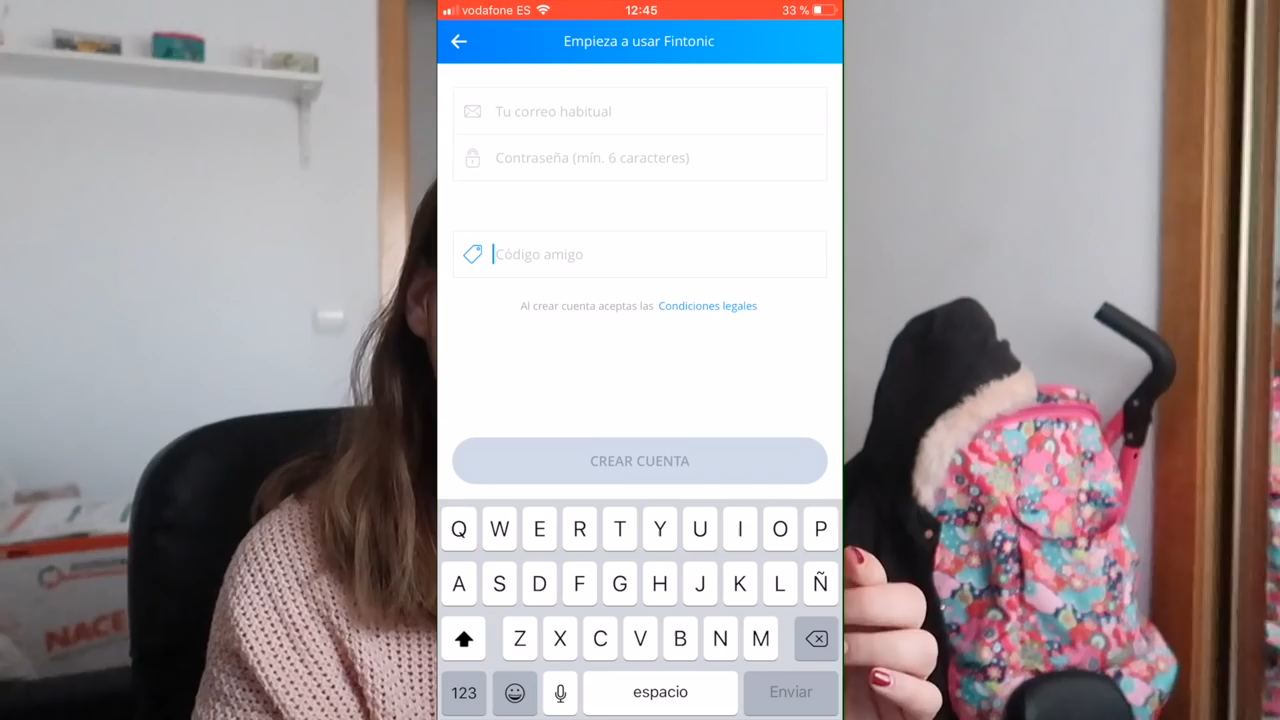 vodafone ES 12:45 33 %
Empieza a usar Fintonic
Tu correo habitual
Contraseña (mín. 6 caracteres)
Código amigo
Al crear cuenta aceptas las Condiciones legales
CREAR CUENTA
Q W E R T Y U I O P
A S D F G H J K L Ñ
Z X C V B N M
123 espacio Enviar
NACE